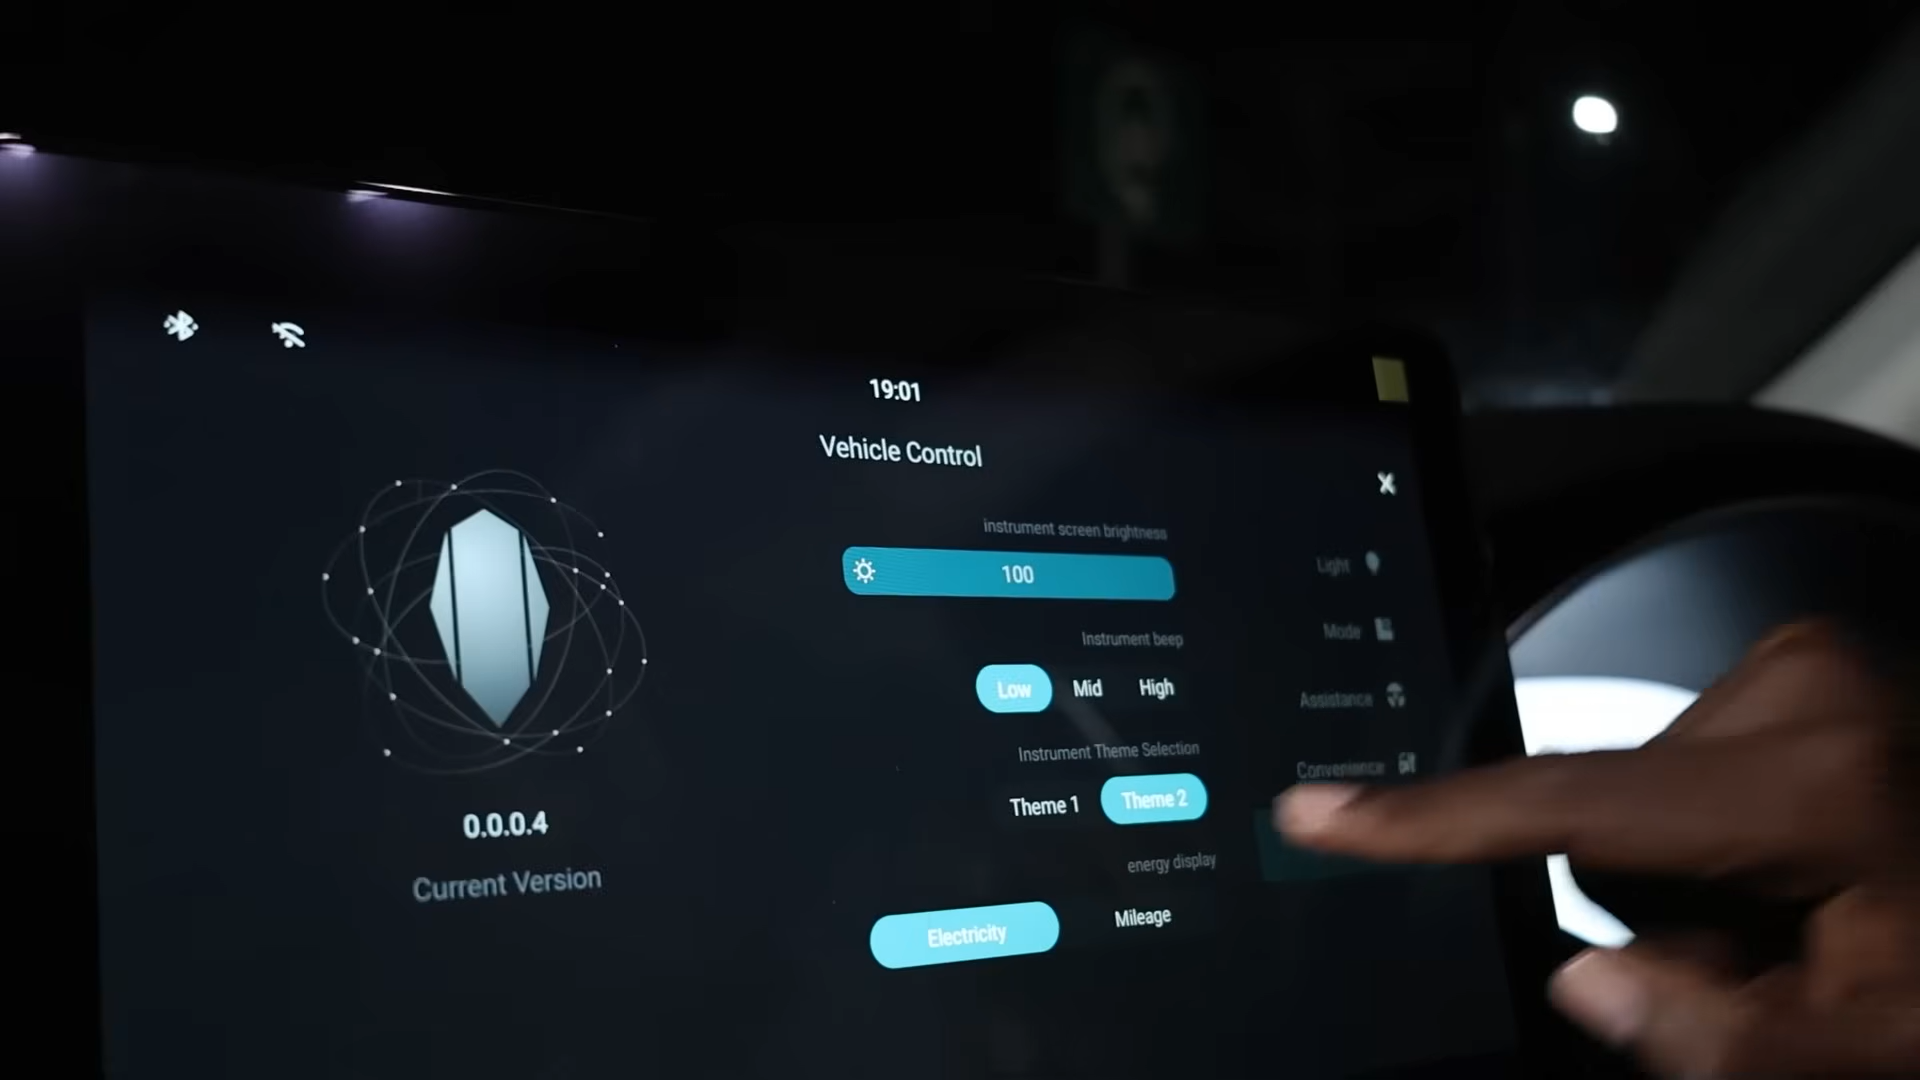 19:01
Vehicle Control
instrument screen brightness
100
Instrument beep
Low Mid High
Instrument Theme Selection
Theme 1 Theme 2
energy display
Electricity Mileage
0.0.0.4
Current Version
Light
Mode
Assistance
Convenience